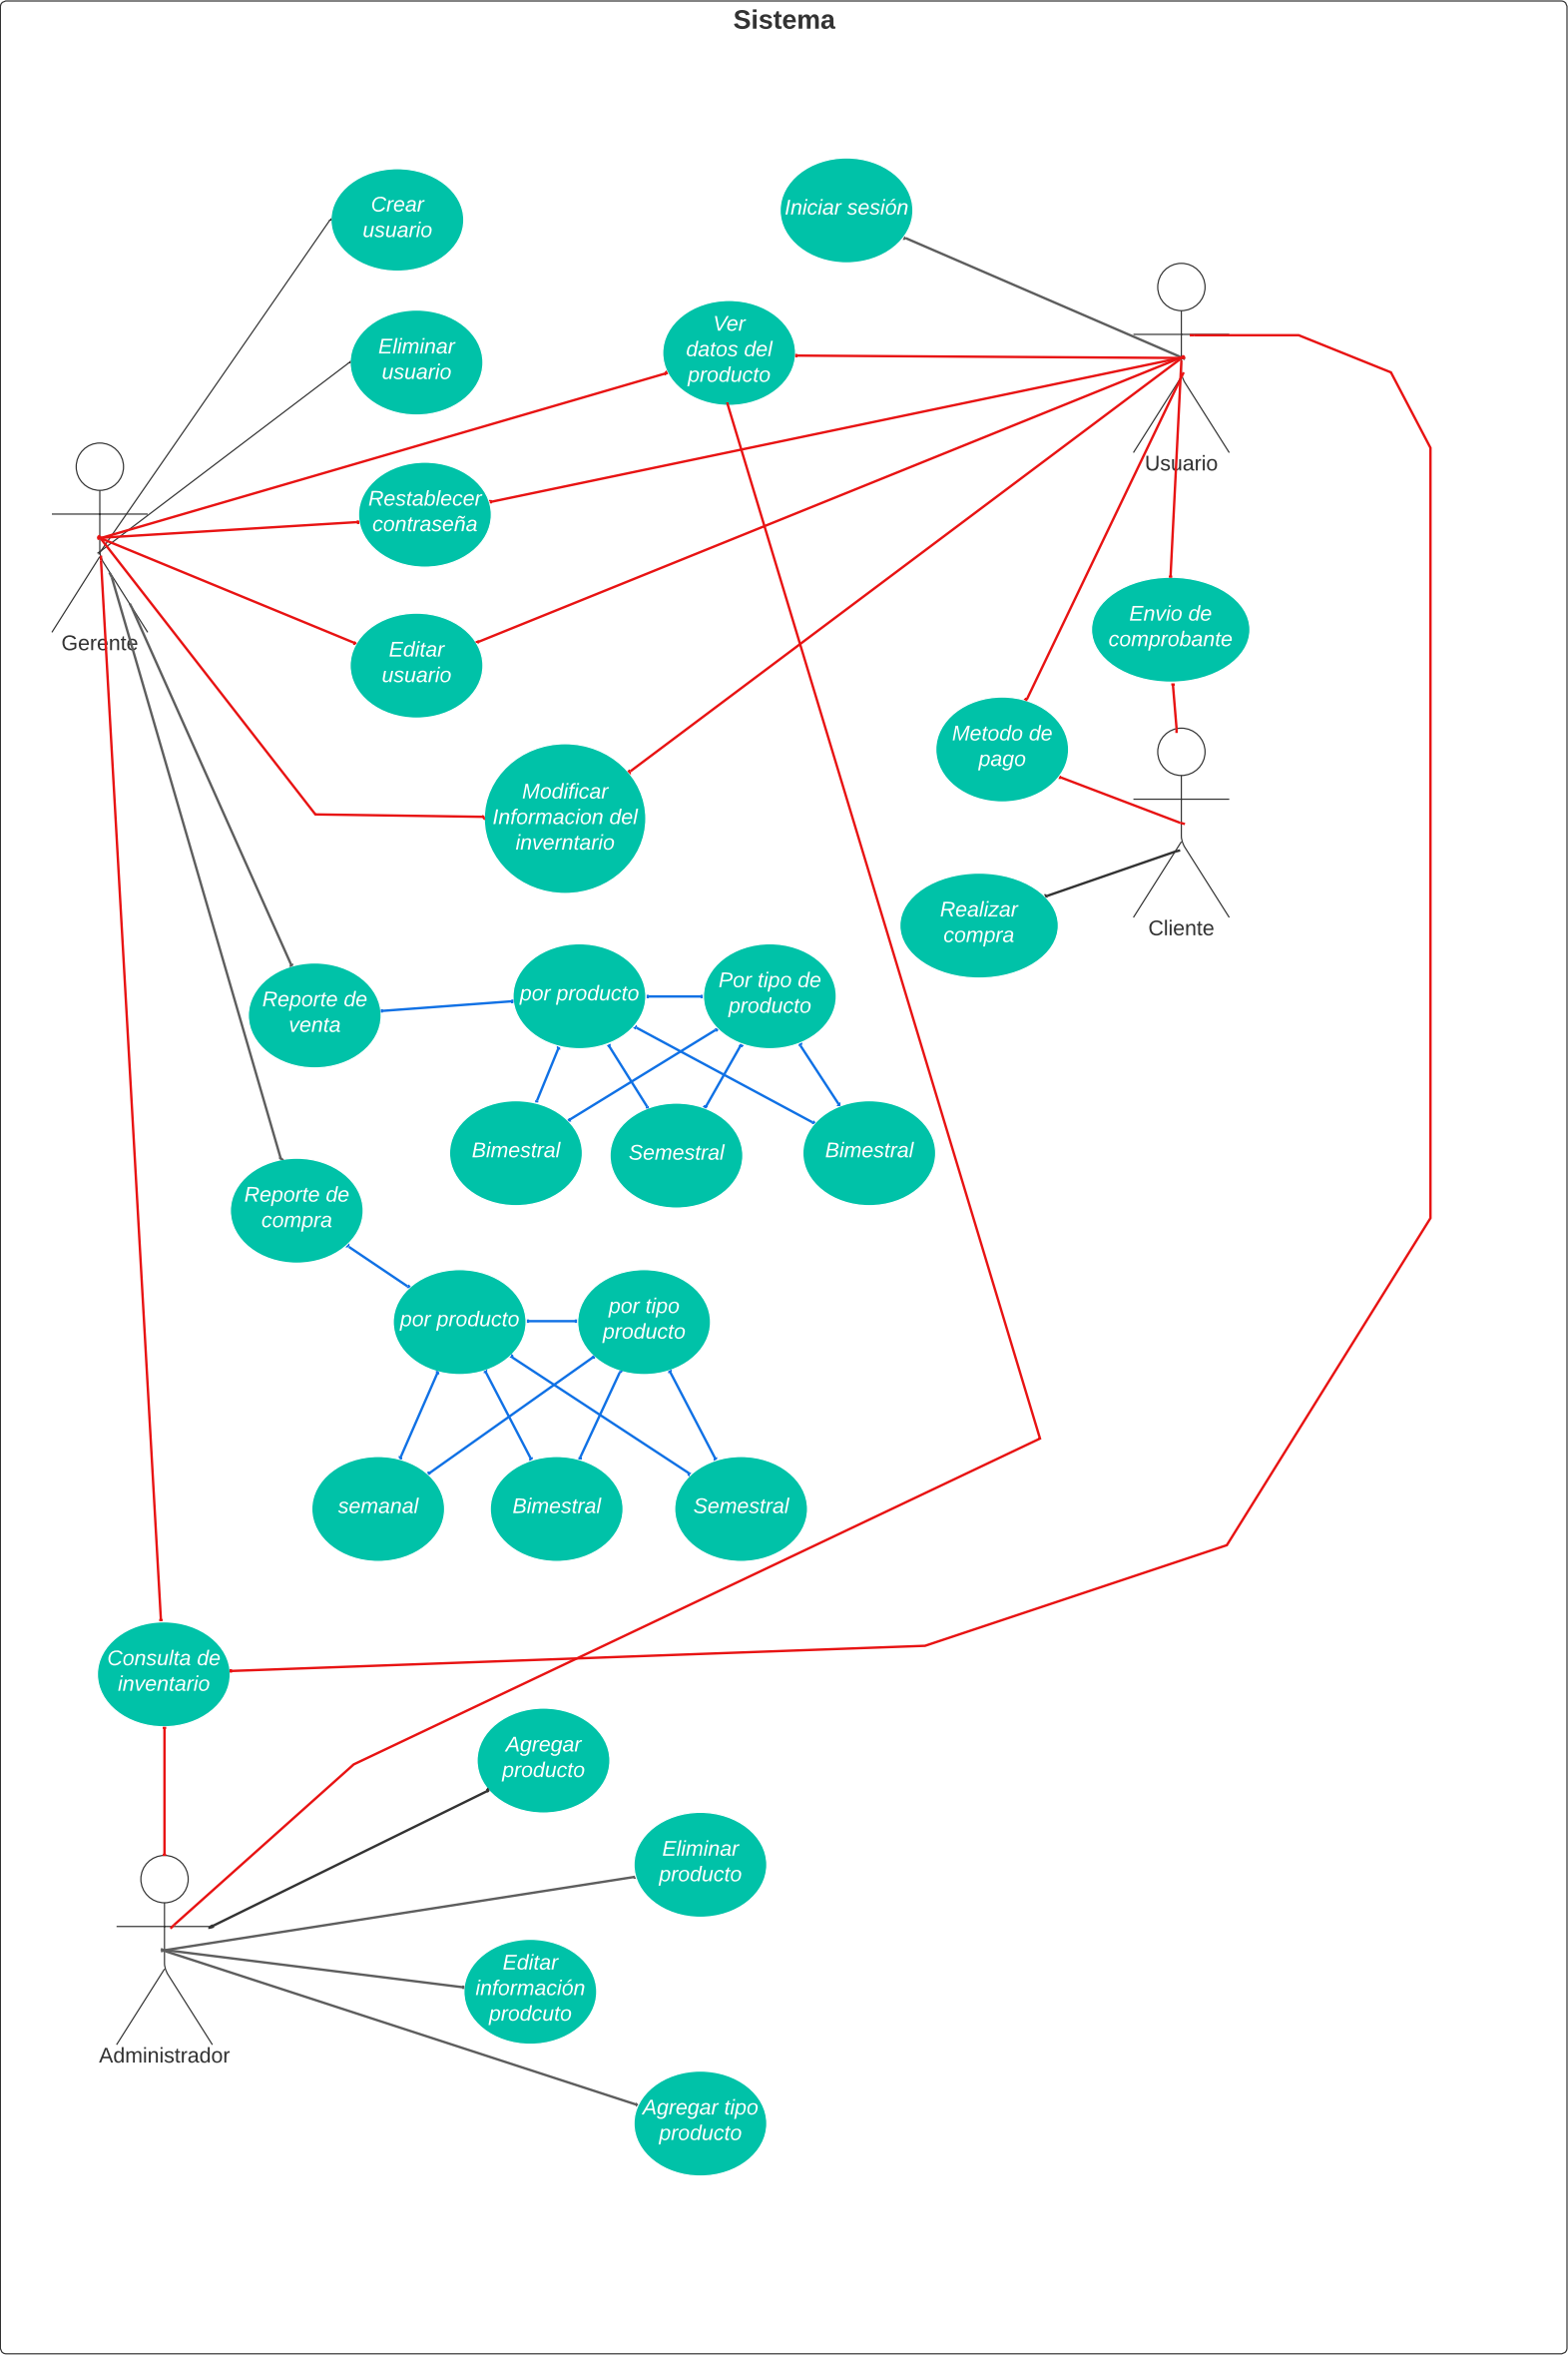 Sistema
Crear
usuario
Iniciar sesión
Eliminar
usuario
Ver
datos del
producto
Usuario
Restablecer
contraseña
Gerente
Editar
usuario
Envio de
comprobante
Metodo de
pago
Modificar
Informacion del
inverntario
Realizar
compra
Cliente
Reporte de
venta
por producto
Por tipo de
producto
Bimestral
Semestral
Bimestral
Reporte de
compra
por producto
por tipo
producto
semanal
Bimestral
Semestral
Consulta de
inventario
Agregar
producto
Eliminar
producto
Editar
información
prodcuto
Administrador
Agregar tipo
producto